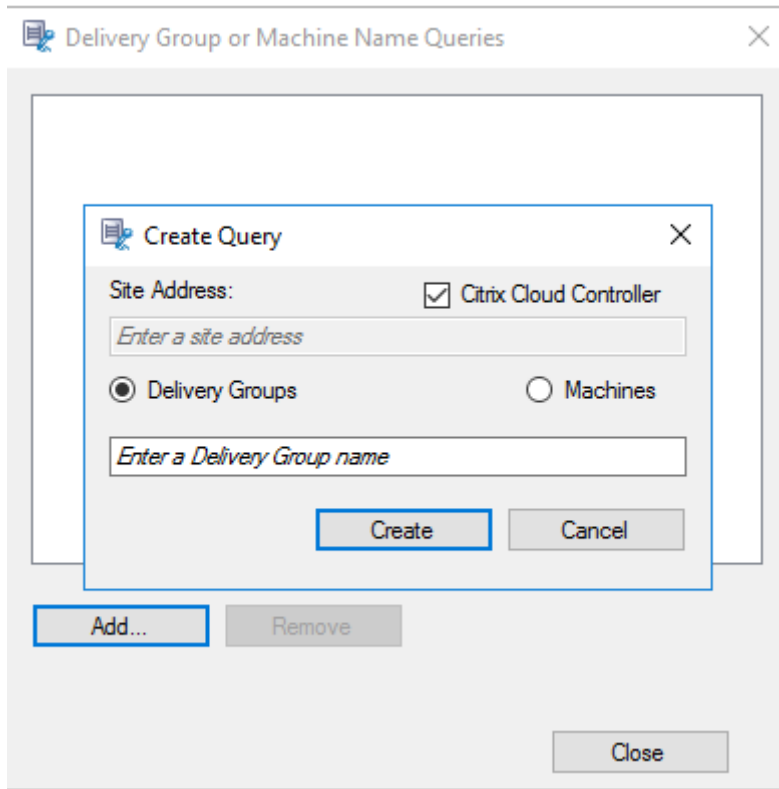 Delivery Group or Machine Name Queries
Create Query
Site Address:
Citrix Cloud Controller
Enter a site address
Delivery Groups
Machines
Enter a Delivery Group name
Create
Cancel
Add...
Remove
Close